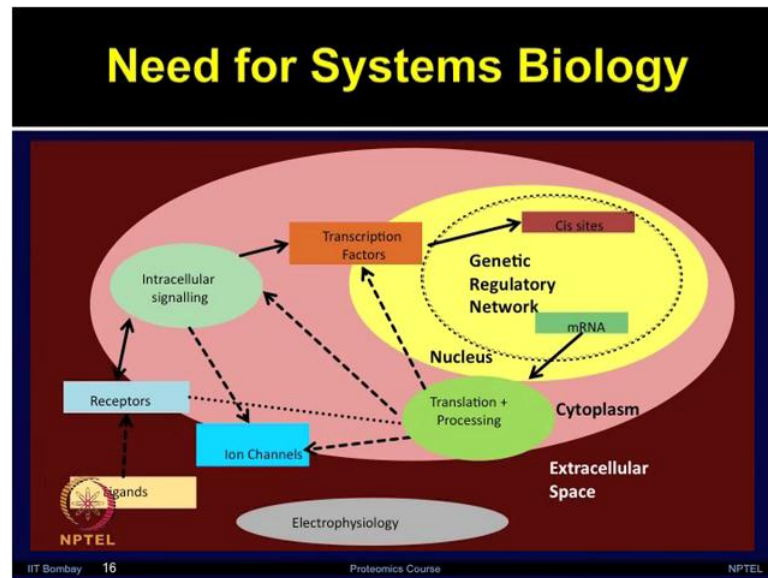 Need for Systems Biology
Transcription
Factors
Cis sites
Genetic
Regulatory
Network
Intracellular
signalling
mRNA
Nucleus
Receptors
Translation +
Processing
Cytoplasm
Ion Channels
Extracellular
Space
NPTEL
Electrophysiology
IIT Bombay 16 Proteomics Course NPTEL